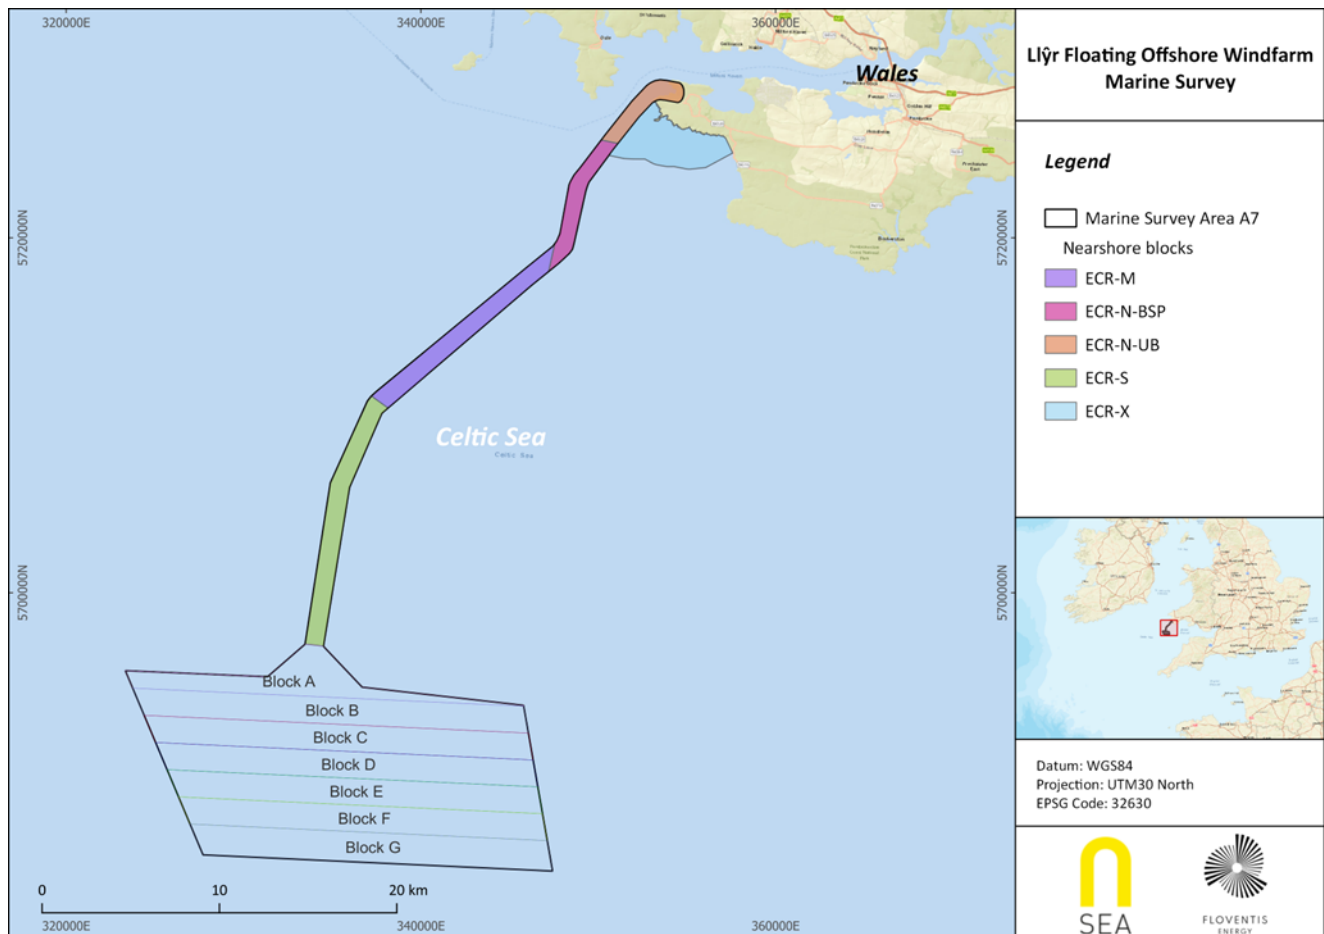 320000E
340000E
360000E
Wales
5720000N
5720000N
Celtic Sea
Celtic Sea
5700000N
5700000N
Block A
Block B
Block C
Block D
Block E
Block F
Block G
0 10 20 km
320000E
340000E
360000E
Llŷr Floating Offshore Windfarm
Marine Survey
Legend
Marine Survey Area A7
Nearshore blocks
ECR-M
ECR-N-BSP
ECR-N-UB
ECR-S
ECR-X
Datum: WGS84
Projection: UTM30 North
EPSG Code: 32630
SEA
FLOVENTIS
ENERGY